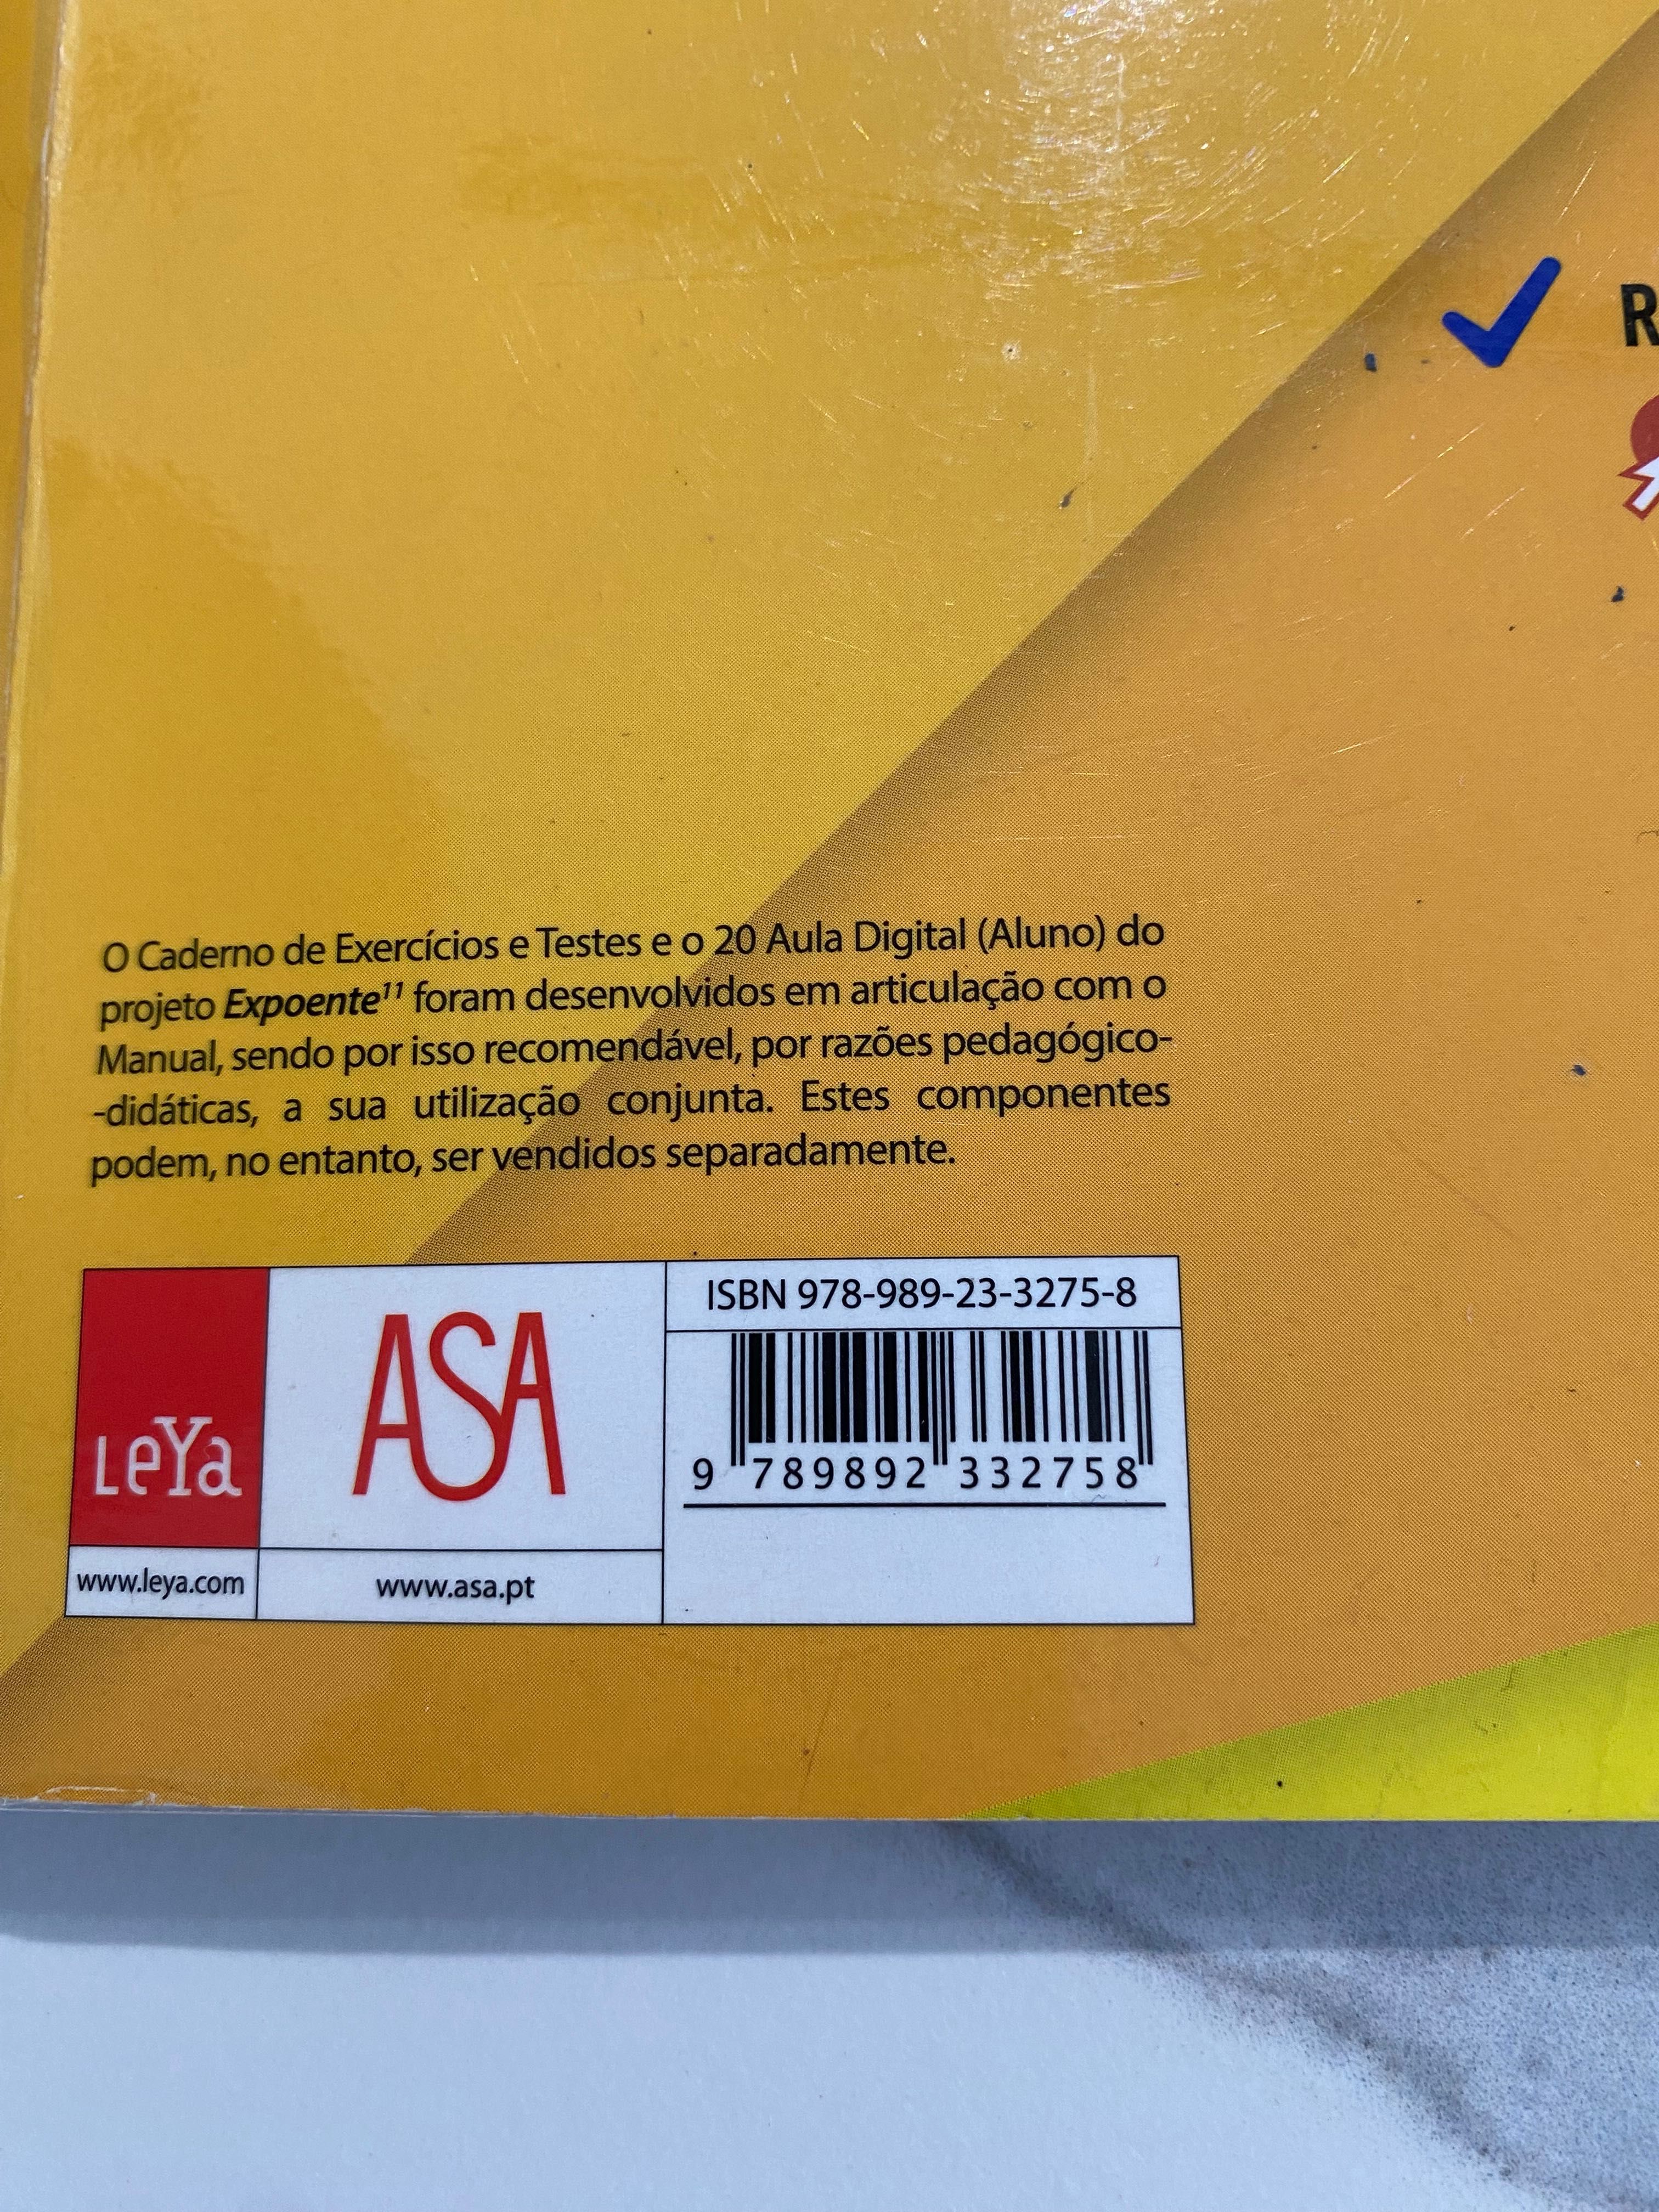 R
O Caderno de Exercícios e Testes e o 20 Aula Digital (Aluno) do
projeto Expoente¹¹ foram desenvolvidos em articulação com o
Manual, sendo por isso recomendável, por razões pedagógico-
-didáticas, a sua utilização conjunta. Estes componentes
podem, no entanto, ser vendidos separadamente.
LeYa
ASA
ISBN 978-989-23-3275-8
9 789892 332758
www.leya.com
www.asa.pt